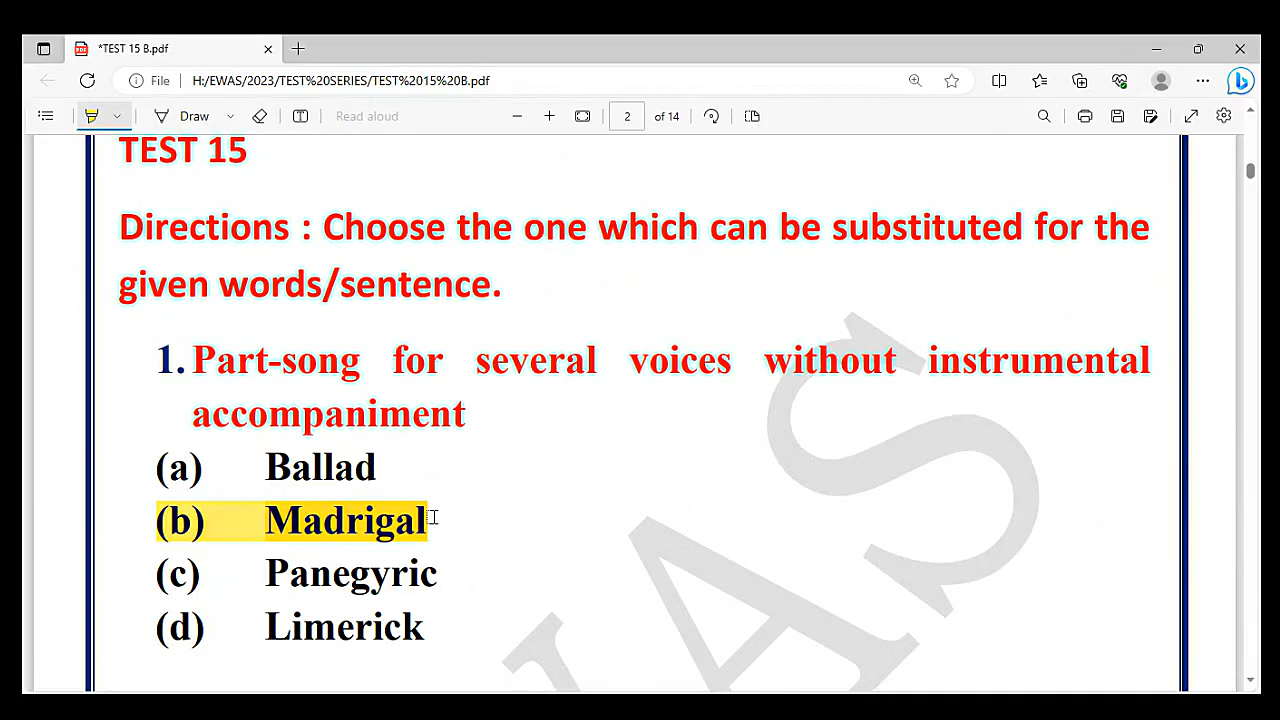 *TEST 15 B.pdf
File H:/EWAS/2023/TEST%20SERIES/TEST%2015%20B.pdf
Draw Read aloud 2 of 14
TEST 15
Directions : Choose the one which can be substituted for the
given words/sentence.
1. Part-song for several voices without instrumental
accompaniment
(a) Ballad
(b) Madrigal
(c) Panegyric
(d) Limerick
WAS